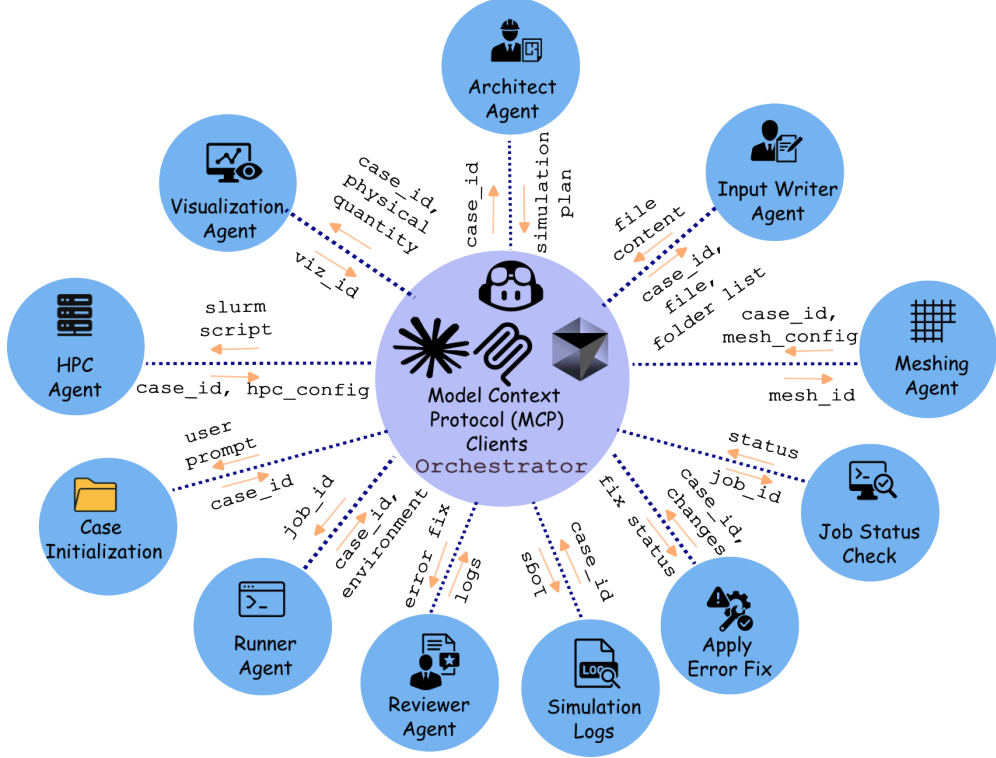 Architect
Agent
case_id
simulation
plan
Input Writer
Agent
file
content
case_id,
file,
folder list
Visualization
Agent
case_id,
physical
quantity
viz_id
HPC
Agent
slurm
script
case_id, hpc_config
Model Context
Protocol (MCP)
Clients
Orchestrator
case_id,
mesh_config
mesh_id
Meshing
Agent
Case
Initialization
user
prompt
case_id
status
job_id
Job Status
Check
Runner
Agent
job_id
case_id,
environment
Reviewer
Agent
error fix
logs
LOG
Simulation
Logs
logs
case_id
Apply
Error Fix
fix status
case_id,
changes